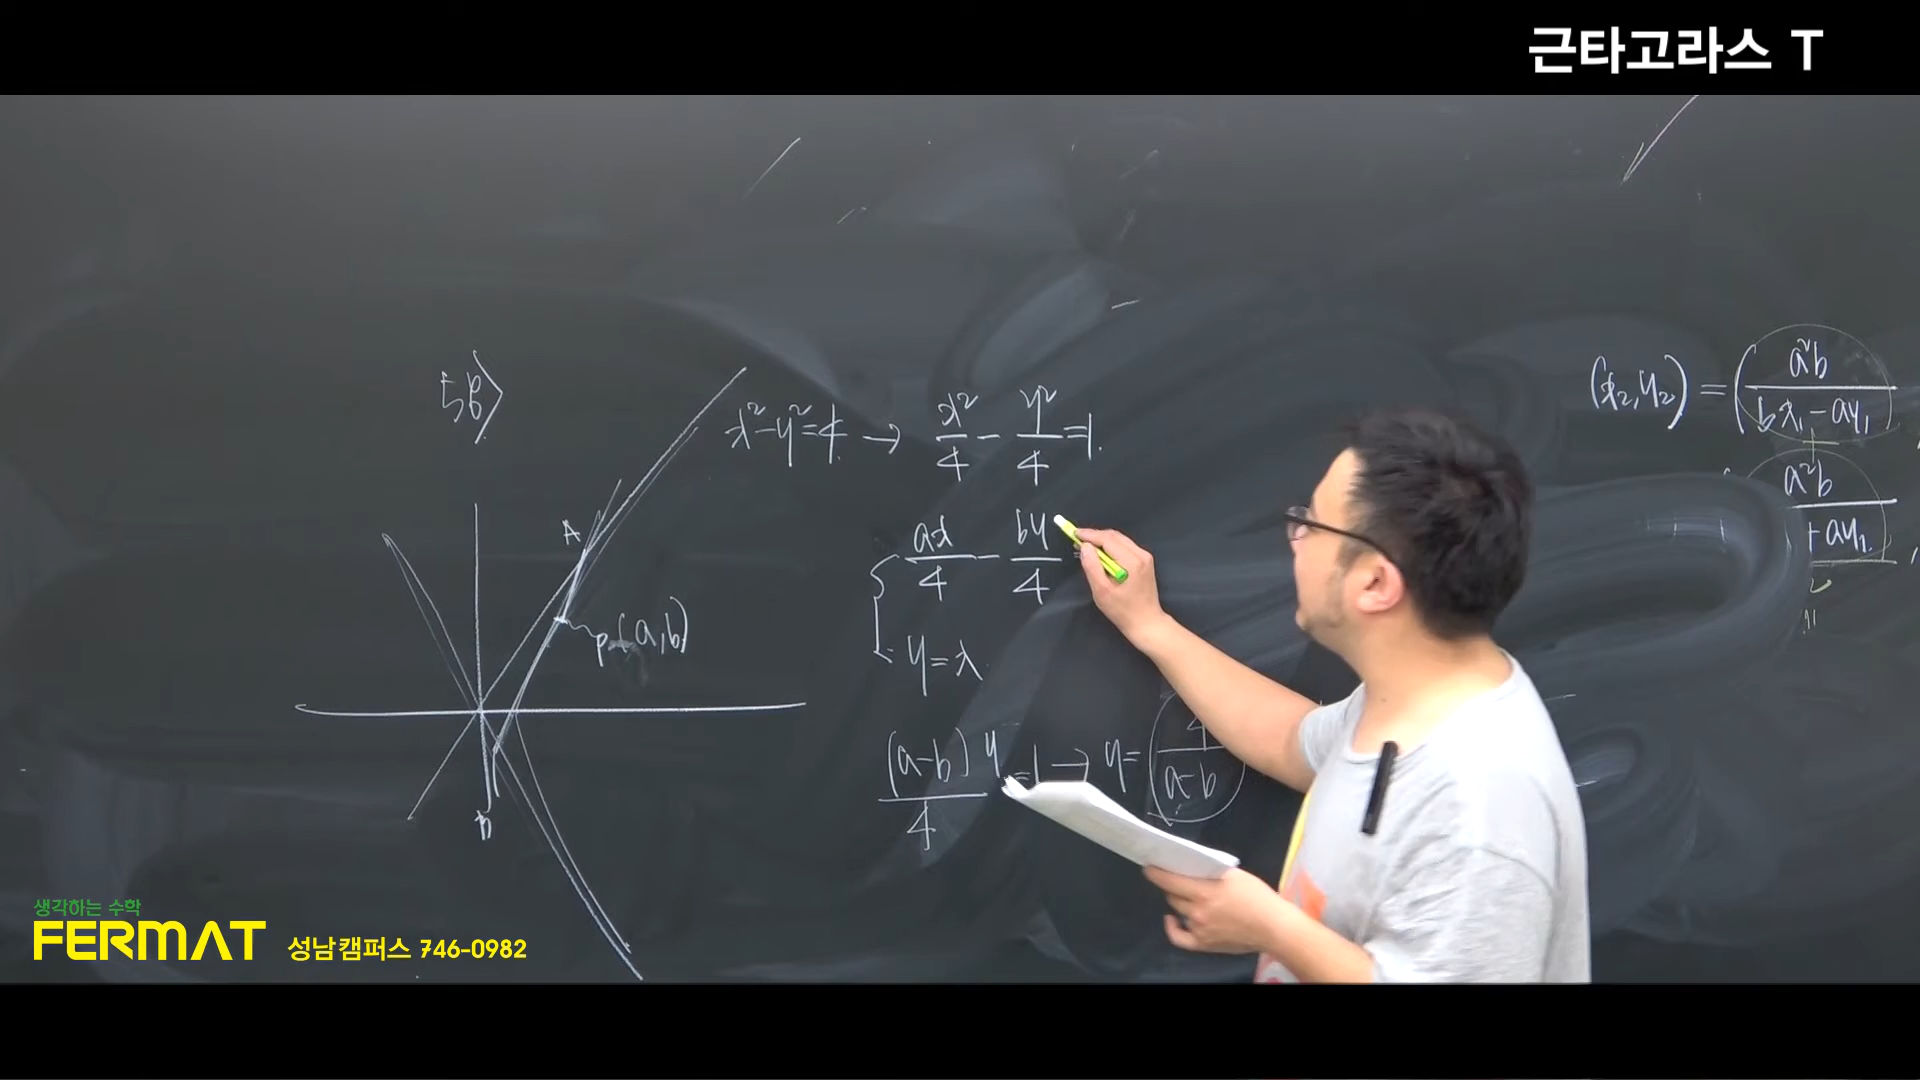 근타고라스 T
58>
x²-y²=4 → x²/4 - y²/4 =1.
A
ax/4 - by/4
P(a,b)
y=x
(a-b)y/4 =1 → y= 4/(a-b)
B
(x₂,y₂) = ( a²b/(bx₁-ay₁)
a²b
+ay₁
생각하는 수학
FERMAT 성남캠퍼스 746-0982